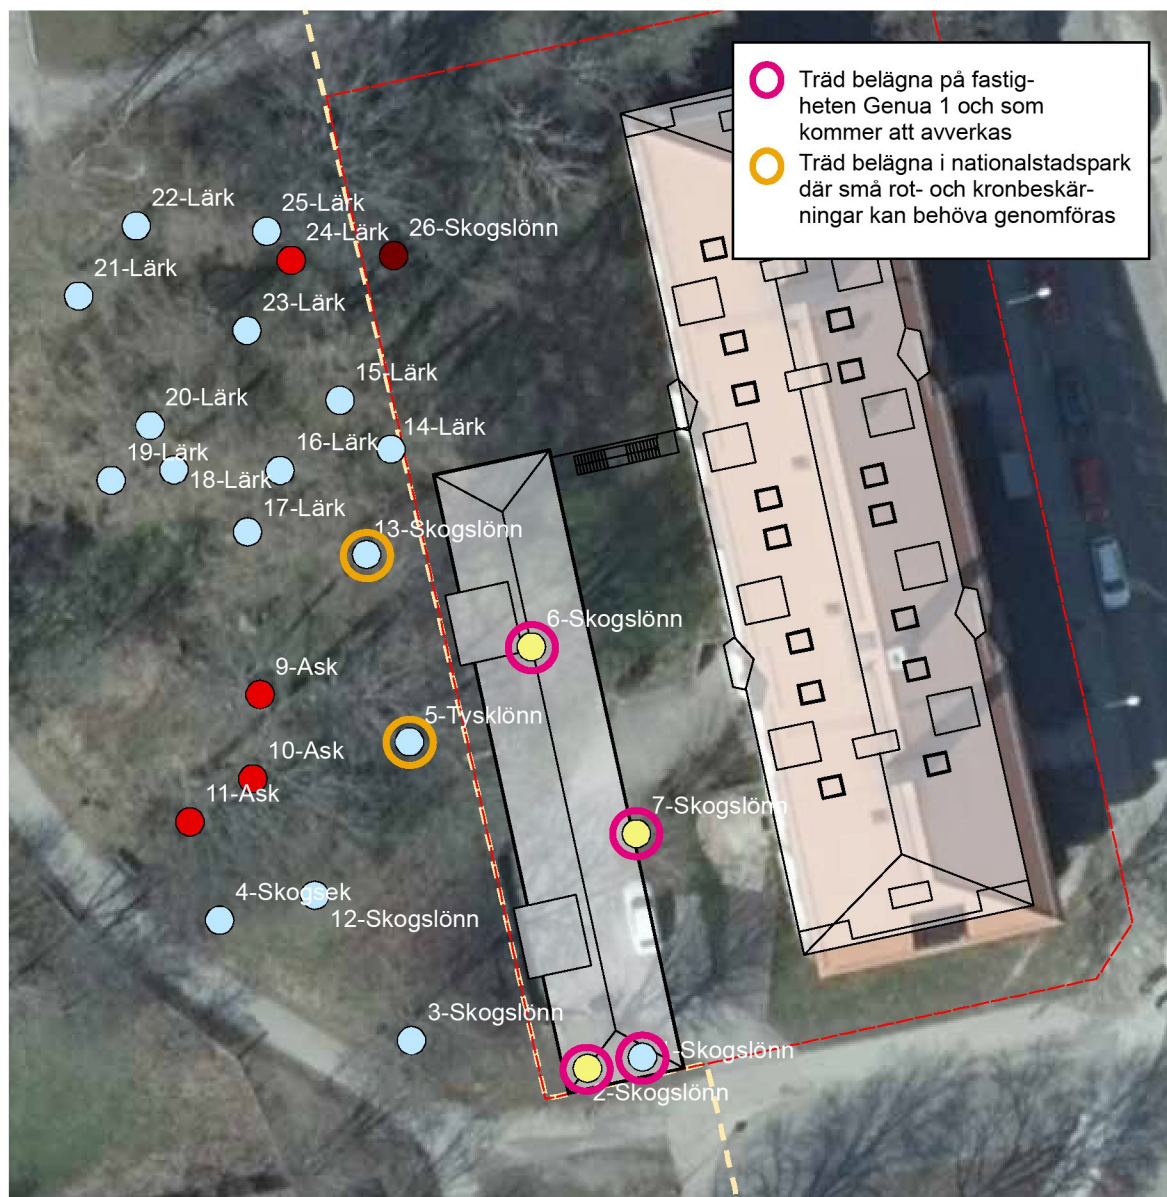 Träd belägna på fastig-
heten Genua 1 och som
kommer att avverkas
Träd belägna i nationalstadspark
där små rot- och kronbeskär-
ningar kan behöva genomföras
22-Lärk
25-Lärk
24-Lärk
26-Skogslönn
21-Lärk
23-Lärk
15-Lärk
20-Lärk
14-Lärk
16-Lärk
19-Lärk
18-Lärk
17-Lärk
13-Skogslönn
6-Skogslönn
9-Ask
5-Tysklönn
10-Ask
11-Ask
7-Skogslönn
4-Skogsek
12-Skogslönn
3-Skogslönn
-Skogslönn
2-Skogslönn